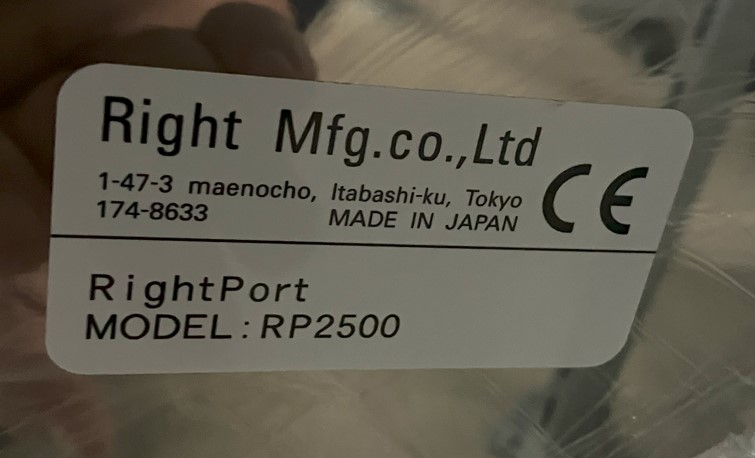 Right Mfg.co.,Ltd
1-47-3 maenocho, Itabashi-ku, Tokyo
174-8633 MADE IN JAPAN
CE
RightPort
MODEL:RP2500